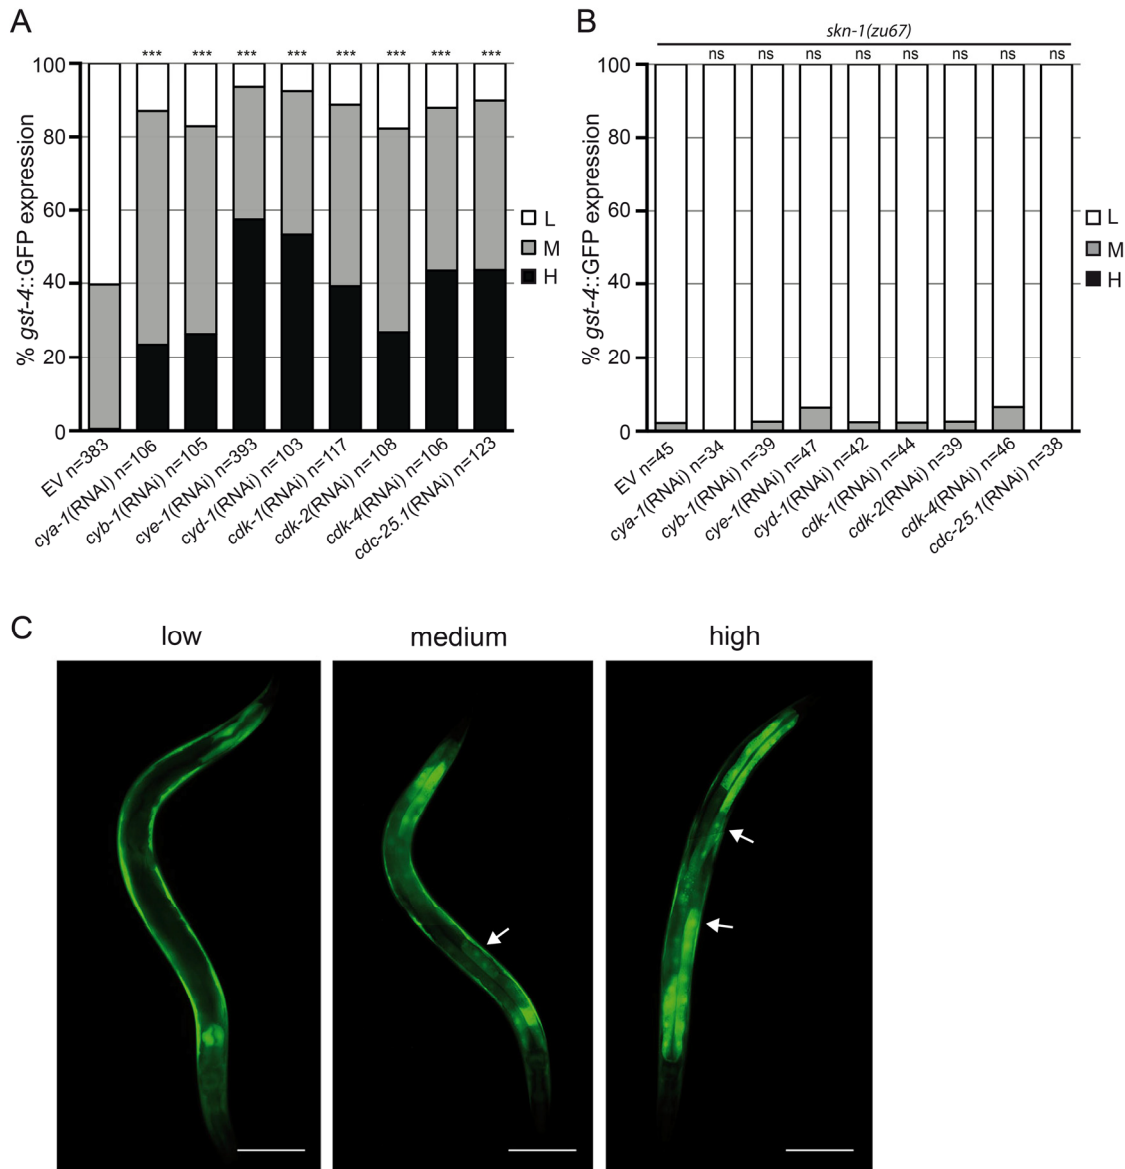 A
*** *** *** *** *** *** *** ***
100
80
60
40
20
0
% gst-4::GFP expression
L
M
H
EV n=383
cya-1(RNAi) n=106
cyb-1(RNAi) n=105
cye-1(RNAi) n=393
cyd-1(RNAi) n=103
cdk-1(RNAi) n=117
cdk-2(RNAi) n=108
cdk-4(RNAi) n=106
cdc-25.1(RNAi) n=123
B
skn-1(zu67)
ns ns ns ns ns ns ns ns
100
80
60
40
20
0
% gst-4::GFP expression
L
M
H
EV n=45
cya-1(RNAi) n=34
cyb-1(RNAi) n=39
cye-1(RNAi) n=47
cyd-1(RNAi) n=42
cdk-1(RNAi) n=44
cdk-2(RNAi) n=39
cdk-4(RNAi) n=46
cdc-25.1(RNAi) n=38
C
low medium high